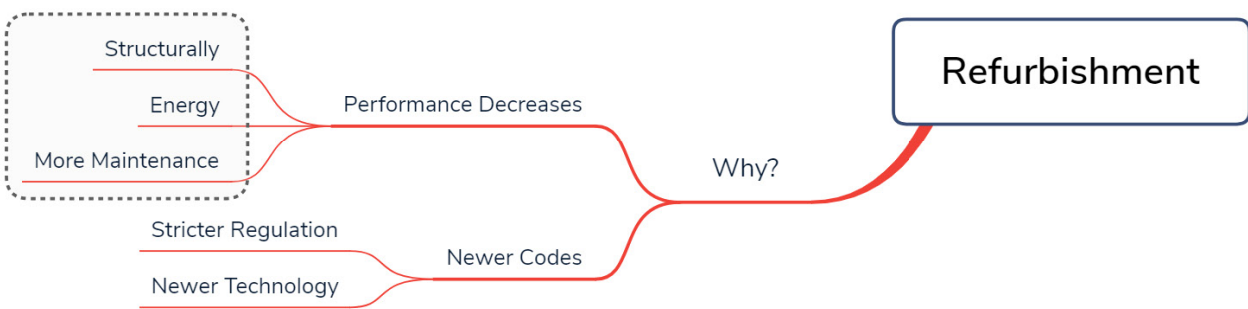 Refurbishment
Why?
Performance Decreases
Structurally
Energy
More Maintenance
Newer Codes
Stricter Regulation
Newer Technology